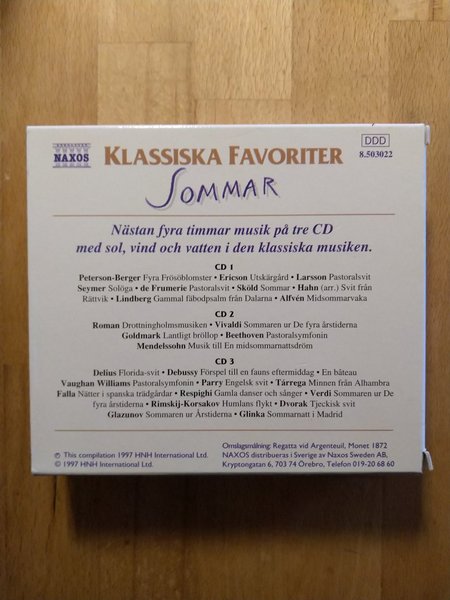 NAXOS
KLASSISKA FAVORITER
DDD
8.503022
SOMMAR
Nästan fyra timmar musik på tre CD
med sol, vind och vatten i den klassiska musiken.
CD 1
Peterson-Berger Fyra Frösöblomster • Ericson Utskärgård • Larsson Pastoralsvit
Seymer Solöga • de Frumerie Pastoralsvit • Sköld Sommar • Hahn (arr.) Svit från
Rättvik • Lindberg Gammal fäbodpsalm från Dalarna • Alfvén Midsommarvaka
CD 2
Roman Drottningholmsmusiken • Vivaldi Sommaren ur De fyra årstiderna
Goldmark Lantligt bröllop • Beethoven Pastoralsymfonin
Mendelssohn Musik till En midsommarnattsdröm
CD 3
Delius Florida-svit • Debussy Förspel till en fauns eftermiddag • En båteau
Vaughan Williams Pastoralsymfonin • Parry Engelsk svit • Tárrega Minnen från Alhambra
Falla Nätter i spanska trädgårdar • Respighi Gamla danser och sånger • Verdi Sommaren ur De
fyra årstiderna • Rimskij-Korsakov Humlans flykt • Dvorak Tjeckisk svit
Glazunov Sommaren ur Årstiderna • Glinka Sommarnatt i Madrid
℗ This compilation 1997 HNH International Ltd.
© 1997 HNH International Ltd.
Omslagsmålning: Regatta vid Argenteuil, Monet 1872
NAXOS distribueras i Sverige av Naxos Sweden AB,
Kryptongatan 6, 703 74 Örebro, Telefon 019-20 68 60